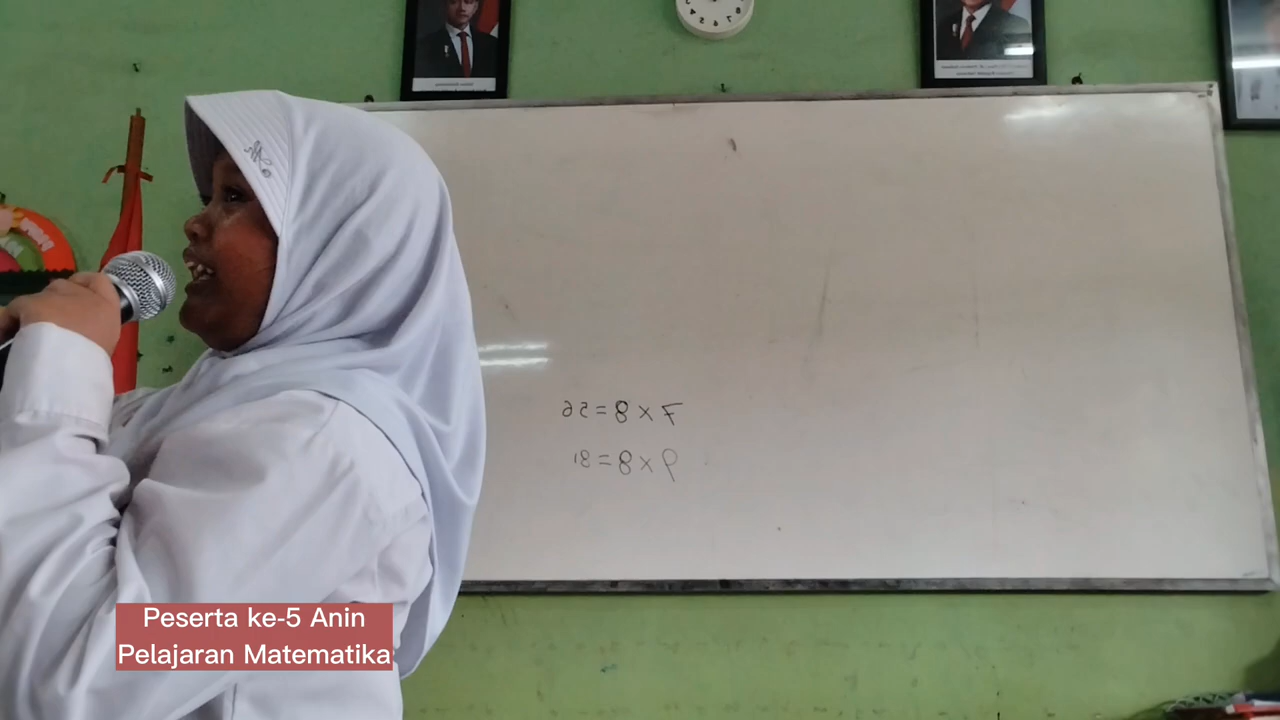 7 x 8 = 56
9 x 8 = 81
Peserta ke-5 Anin
Pelajaran Matematika